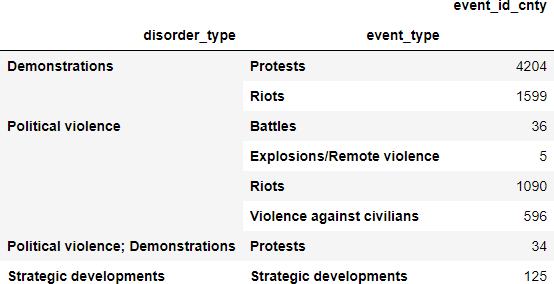 event_id_cnty
disorder_type event_type
Demonstrations Protests 4204
Riots 1599
Political violence Battles 36
Explosions/Remote violence 5
Riots 1090
Violence against civilians 596
Political violence; Demonstrations Protests 34
Strategic developments Strategic developments 125